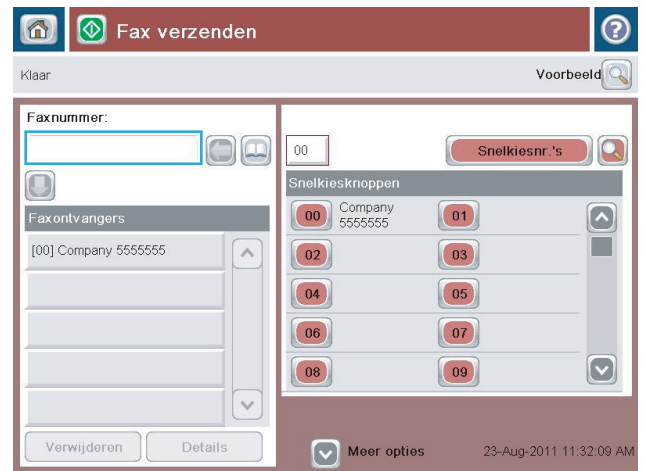 Fax verzenden
?
Klaar
Voorbeeld
Faxnummer:
00
Snelkiesnr.'s
Snelkiesknoppen
00 Company 01
5555555
02 03
04 05
06 07
08 09
Faxontvangers
[00] Company 5555555
Verwijderen Details
Meer opties
23-Aug-2011 11:32:09 AM